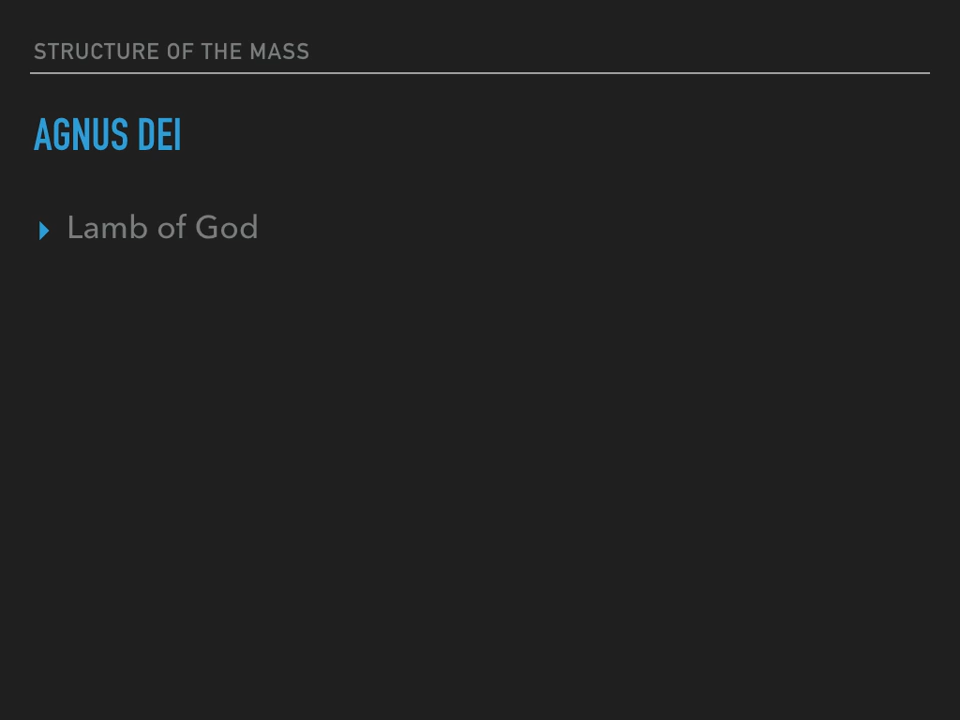 STRUCTURE OF THE MASS
AGNUS DEI
Lamb of God